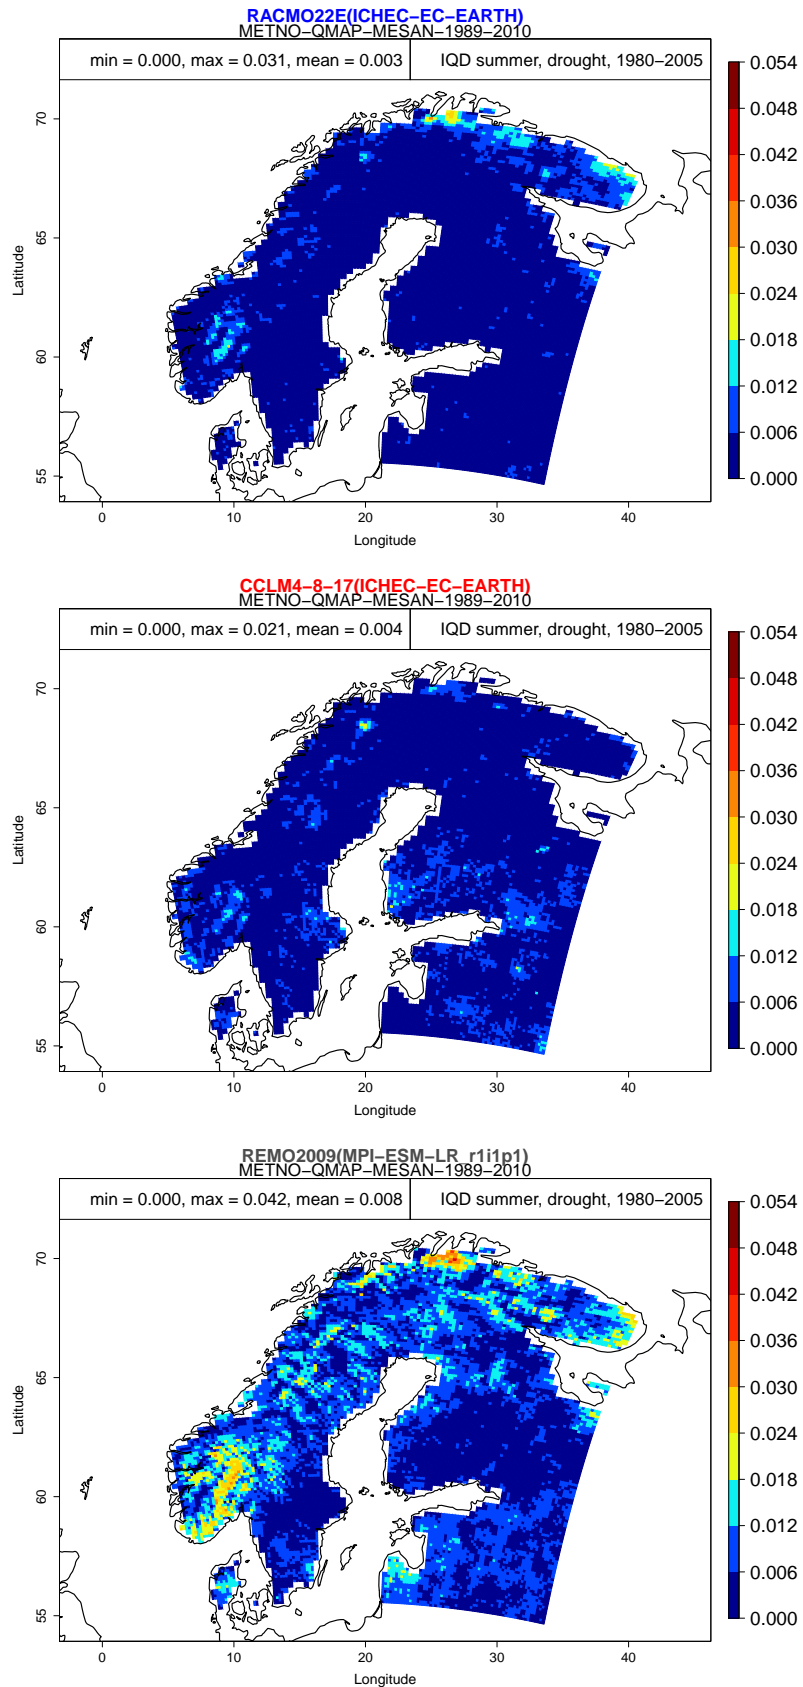 RACMO22E(ICHEC−EC−EARTH)
METNO−QMAP−MESAN−1989−2010
min = 0.000, max = 0.031, mean = 0.003
IQD summer, drought, 1980−2005
0.054
0.048
0.042
0.036
0.030
0.024
0.018
0.012
0.006
0.000
70
65
60
55
Latitude
0 10 20 30 40
Longitude
CCLM4−8−17(ICHEC−EC−EARTH)
METNO−QMAP−MESAN−1989−2010
min = 0.000, max = 0.021, mean = 0.004
IQD summer, drought, 1980−2005
0.054
0.048
0.042
0.036
0.030
0.024
0.018
0.012
0.006
0.000
70
65
60
55
Latitude
0 10 20 30 40
Longitude
REMO2009(MPI−ESM−LR_r1i1p1)
METNO−QMAP−MESAN−1989−2010
min = 0.000, max = 0.042, mean = 0.008
IQD summer, drought, 1980−2005
0.054
0.048
0.042
0.036
0.030
0.024
0.018
0.012
0.006
0.000
70
65
60
55
Latitude
0 10 20 30 40
Longitude